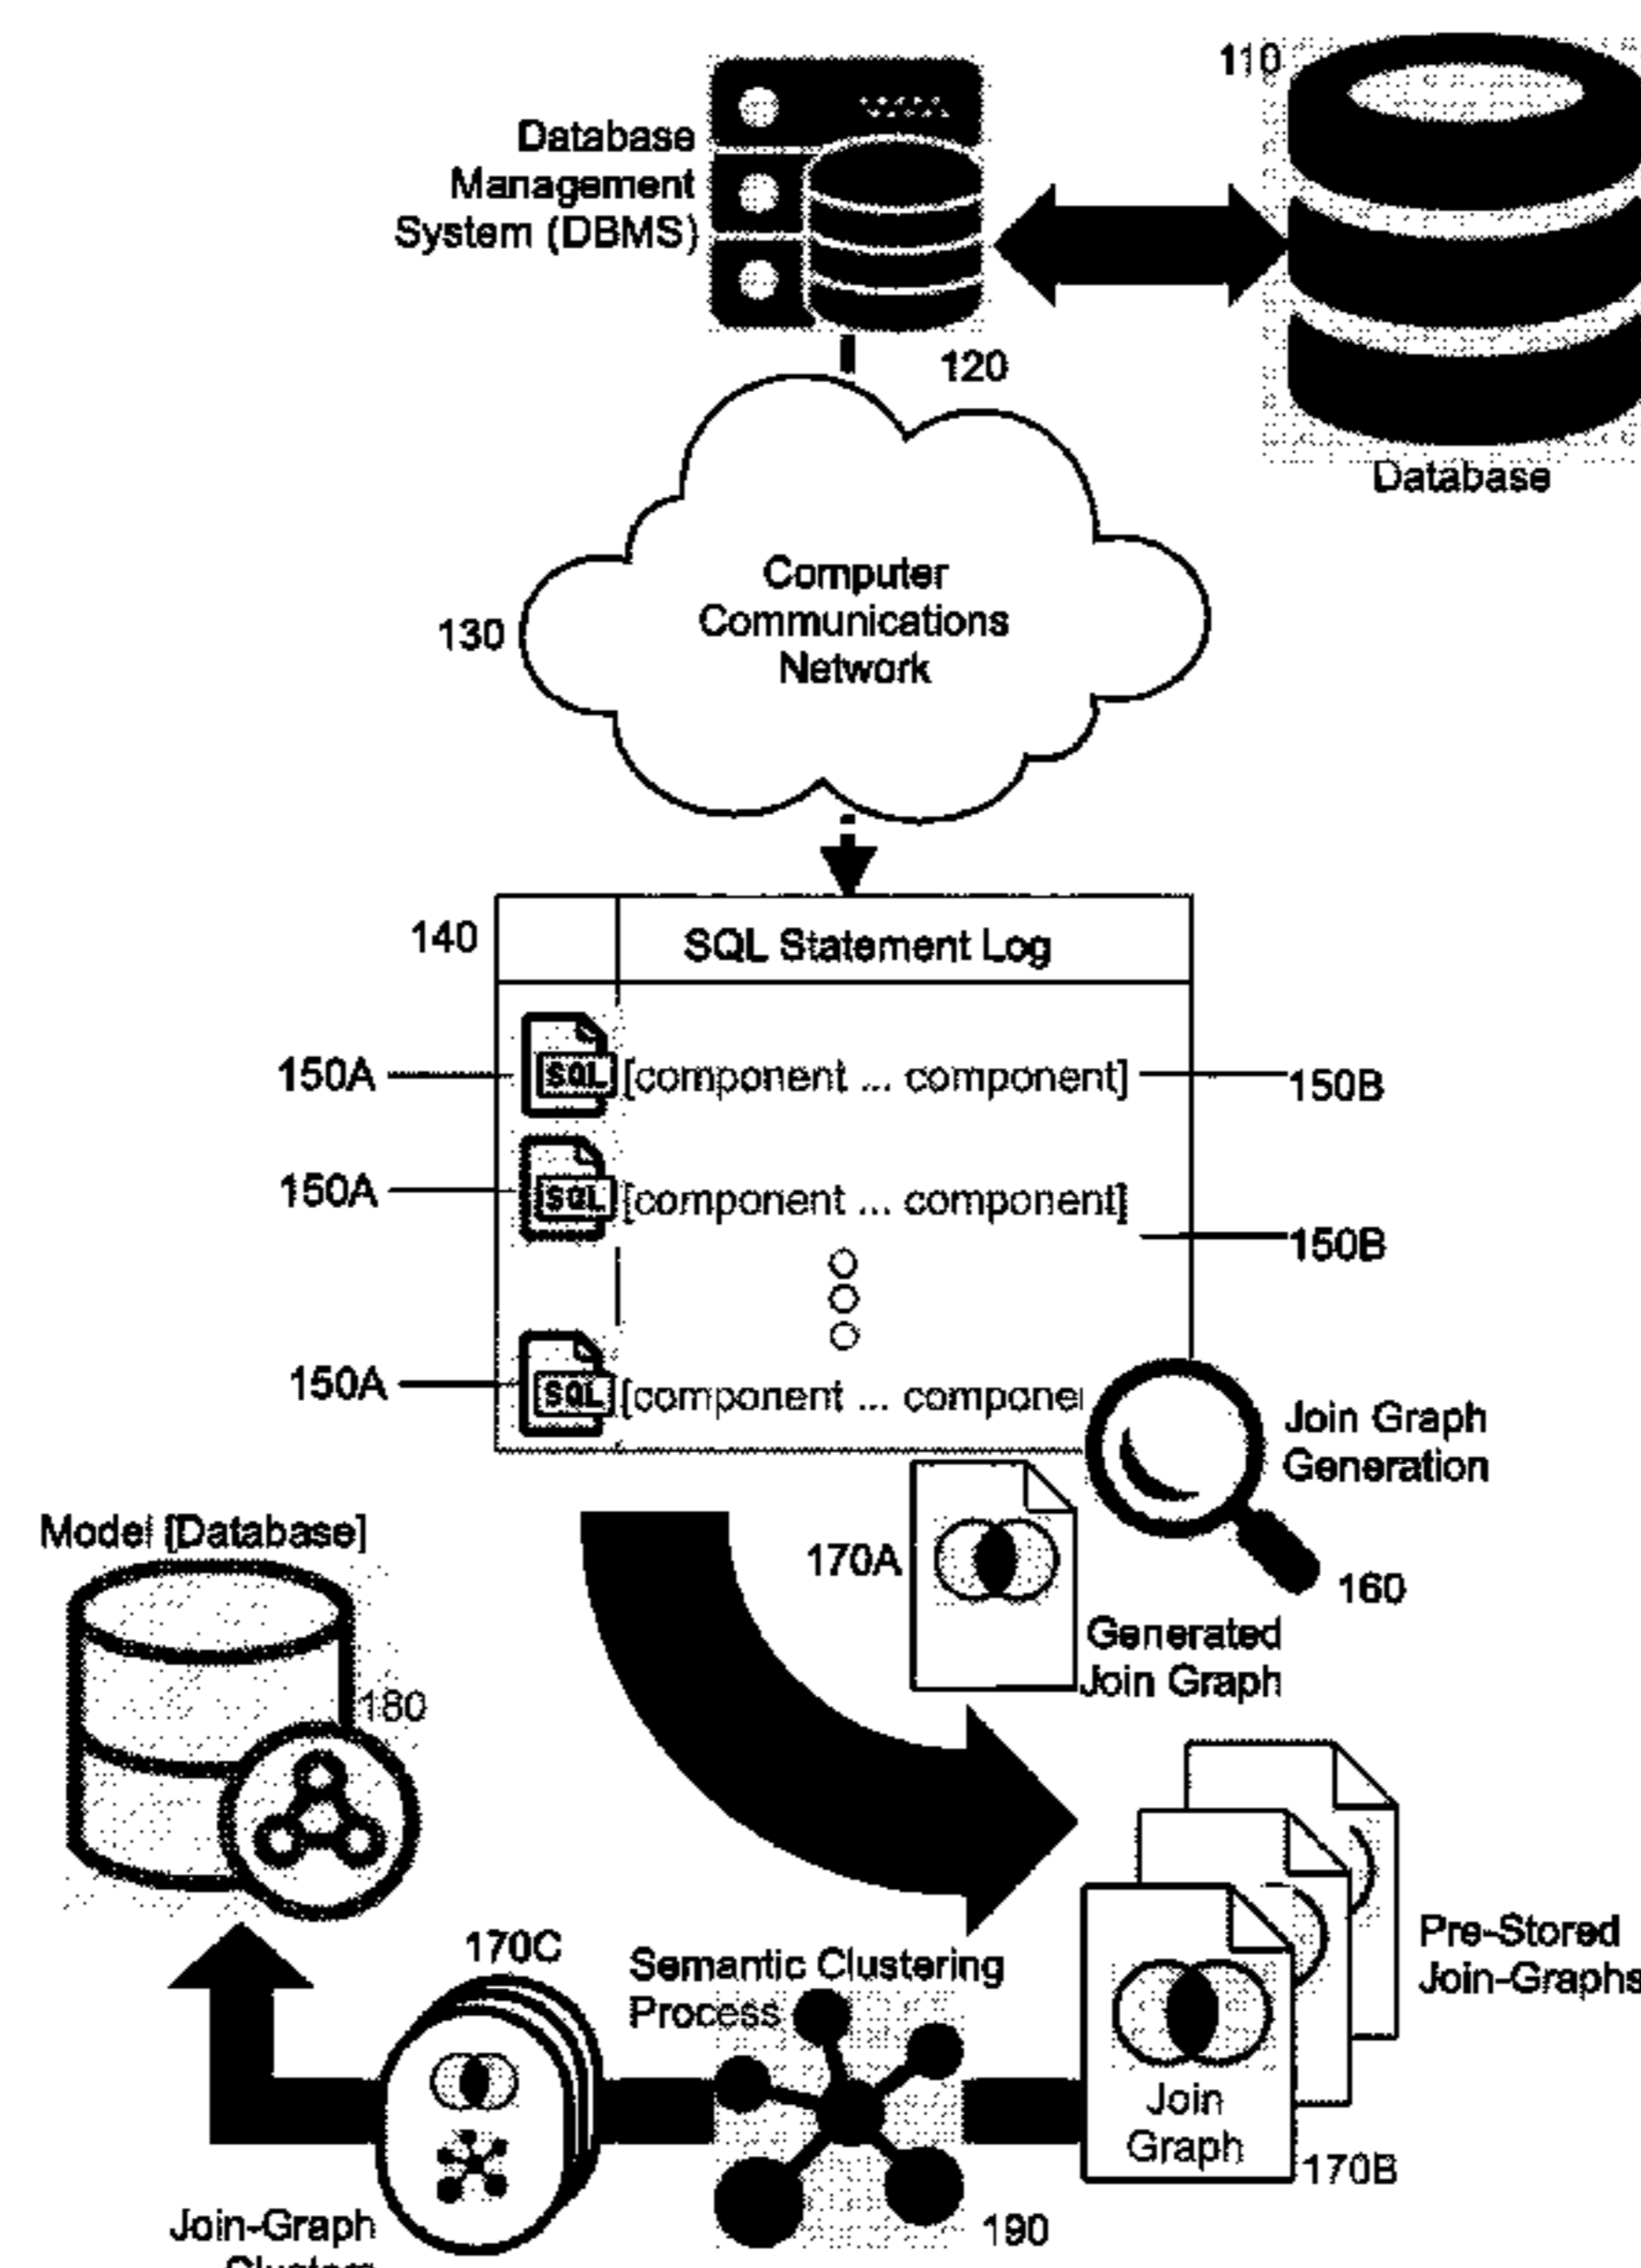 110
Database
Management
System (DBMS)
120
Database
Computer
Communications
Network
130
140
SQL Statement Log
150A
SQL
[component ... component]
150B
150A
SQL
[component ... component]
150B
150A
SQL
[component ... compone
Join Graph
Generation
160
170A
Generated
Join Graph
Model [Database]
180
Pre-Stored
Join-Graphs
170C
Semantic Clustering
Process
Join
Graph
170B
190
Join-Graph
Clusters